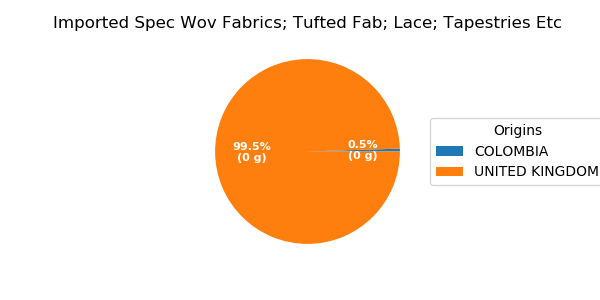 Imported Spec Wov Fabrics; Tufted Fab; Lace; Tapestries Etc
99.5%
(0 g)
0.5%
(0 g)
Origins
COLOMBIA
UNITED KINGDOM